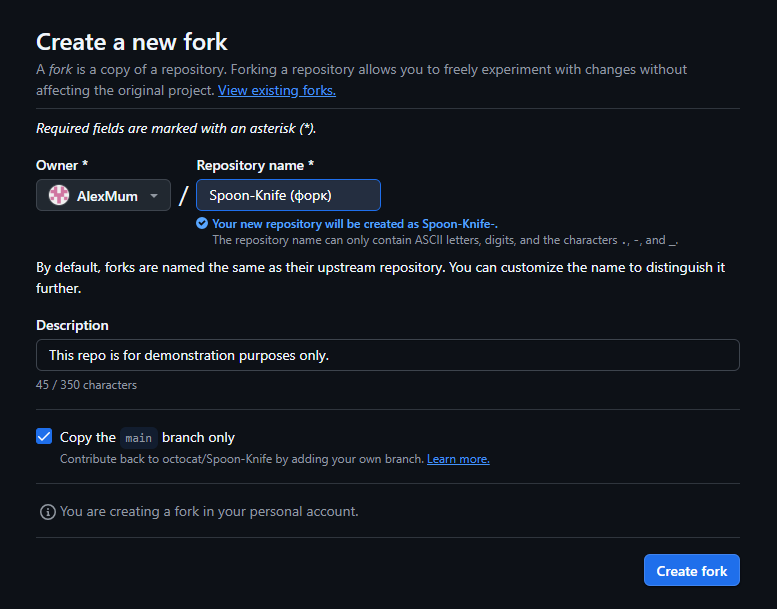 Create a new fork
A fork is a copy of a repository. Forking a repository allows you to freely experiment with changes without
affecting the original project. View existing forks.
Required fields are marked with an asterisk (*).
Owner *
Repository name *
AlexMum
/
Spoon-Knife (форк)
Your new repository will be created as Spoon-Knife-.
The repository name can only contain ASCII letters, digits, and the characters ., -, and _.
By default, forks are named the same as their upstream repository. You can customize the name to distinguish it
further.
Description
This repo is for demonstration purposes only.
45 / 350 characters
Copy the main branch only
Contribute back to octocat/Spoon-Knife by adding your own branch. Learn more.
You are creating a fork in your personal account.
Create fork